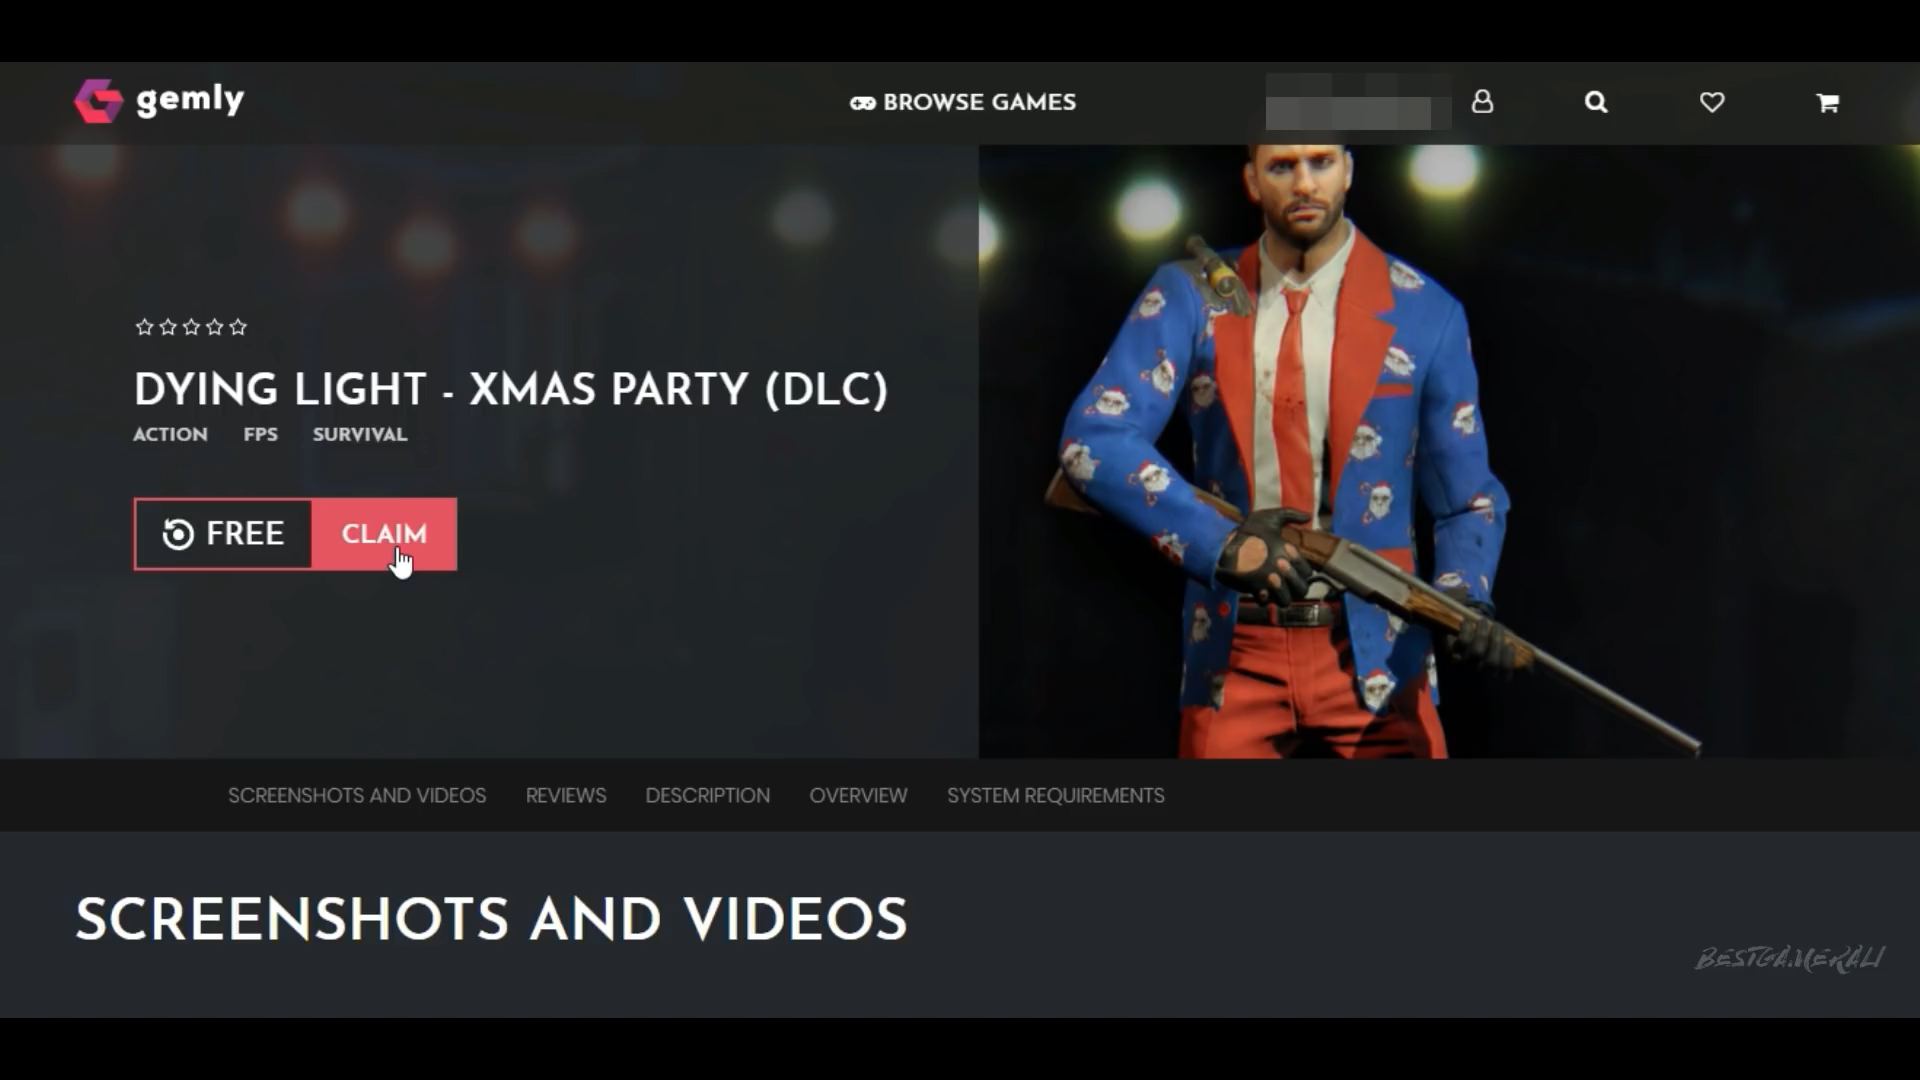 gemly
BROWSE GAMES
DYING LIGHT - XMAS PARTY (DLC)
ACTION FPS SURVIVAL
FREE CLAIM
SCREENSHOTS AND VIDEOS REVIEWS DESCRIPTION OVERVIEW SYSTEM REQUIREMENTS
SCREENSHOTS AND VIDEOS
BESTGAMERALI